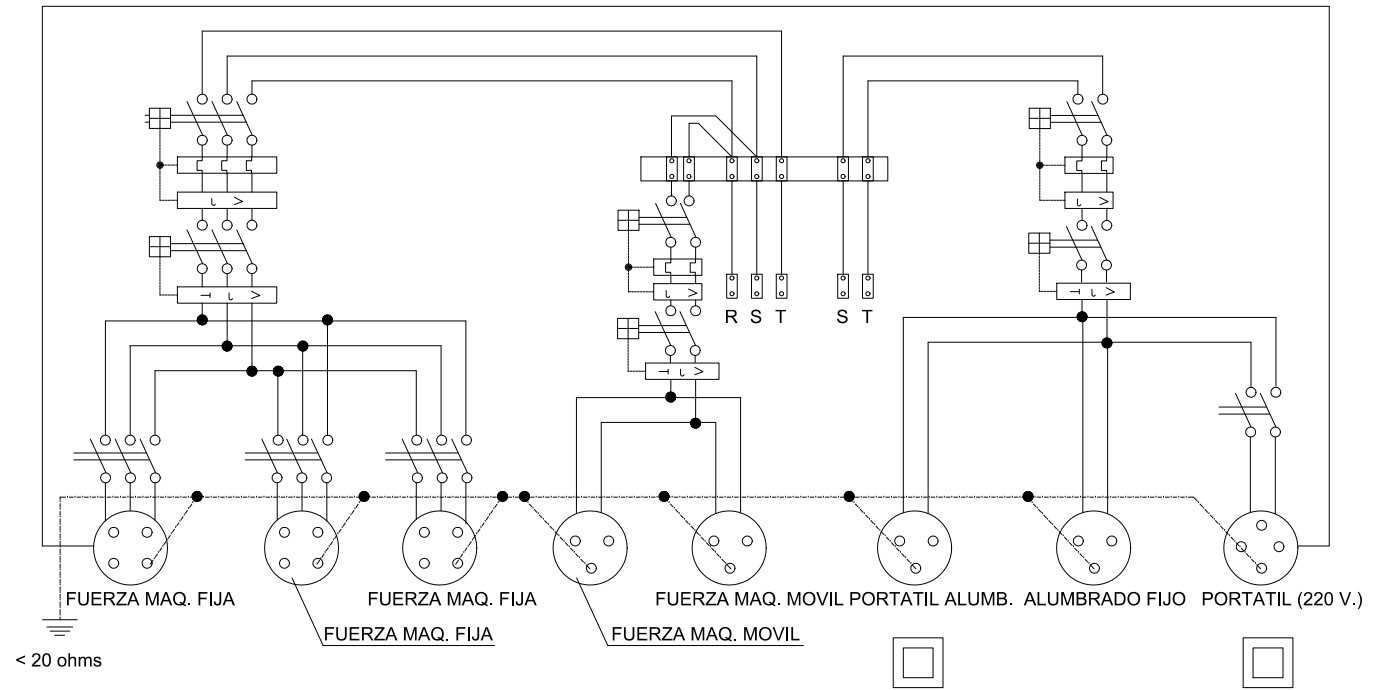 R S T S T
FUERZA MAQ. FIJA
FUERZA MAQ. FIJA
FUERZA MAQ. MOVIL
PORTATIL ALUMB.
ALUMBRADO FIJO
PORTATIL (220 V.)
FUERZA MAQ. FIJA
FUERZA MAQ. MOVIL
< 20 ohms